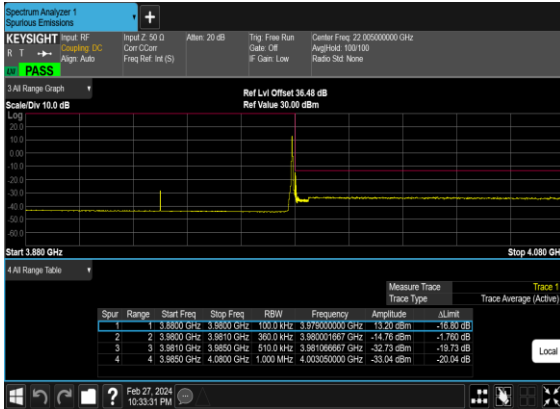 Spectrum Analyzer 1
Spurious Emissions
+
KEYSIGHT Input: RF Input Z: 50 Ω Atten: 20 dB Trig: Free Run Center Freq: 22.005000000 GHz
R T Coupling: DC Corr CCorr Gate: Off Avg|Hold: 100/100
Align: Auto Freq Ref: Int (S) IF Gain: Low Radio Std: None
PASS
3 All Range Graph Ref Lvl Offset 36.48 dB
Scale/Div 10.0 dB Ref Value 30.00 dBm
Log
20.0
10.0
0.00
-10.0
-20.0
-30.0
-40.0
-50.0
-60.0
Start 3.880 GHz Stop 4.080 GH
4 All Range Table
Measure Trace Trace 1
Trace Type Trace Average (Active)
Spur Range Start Freq Stop Freq RBW Frequency Amplitude ΔLimit
1 1 3.8800 GHz 3.9800 GHz 100.0 kHz 3.979000000 GHz 13.20 dBm -16.80 dB
2 2 3.9800 GHz 3.9810 GHz 360.0 kHz 3.980001667 GHz -14.76 dBm -1.760 dB
3 3 3.9810 GHz 3.9850 GHz 510.0 kHz 3.981066667 GHz -32.73 dBm -19.73 dB
4 4 3.9850 GHz 4.0800 GHz 1.000 MHz 4.003050000 GHz -33.04 dBm -20.04 dB
Local
?
Feb 27, 2024
10:33:31 PM